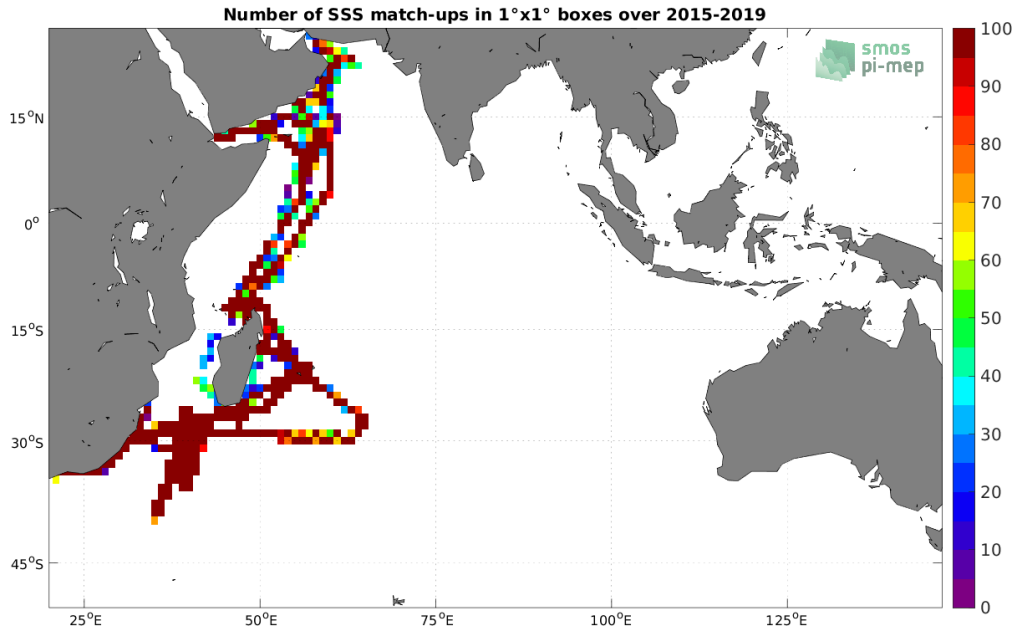 Number of SSS match-ups in 1°x1° boxes over 2015-2019
smos
pi-mep
100
90
80
70
60
50
40
30
20
10
0
15°N
0°
15°S
30°S
45°S
25°E
50°E
75°E
100°E
125°E